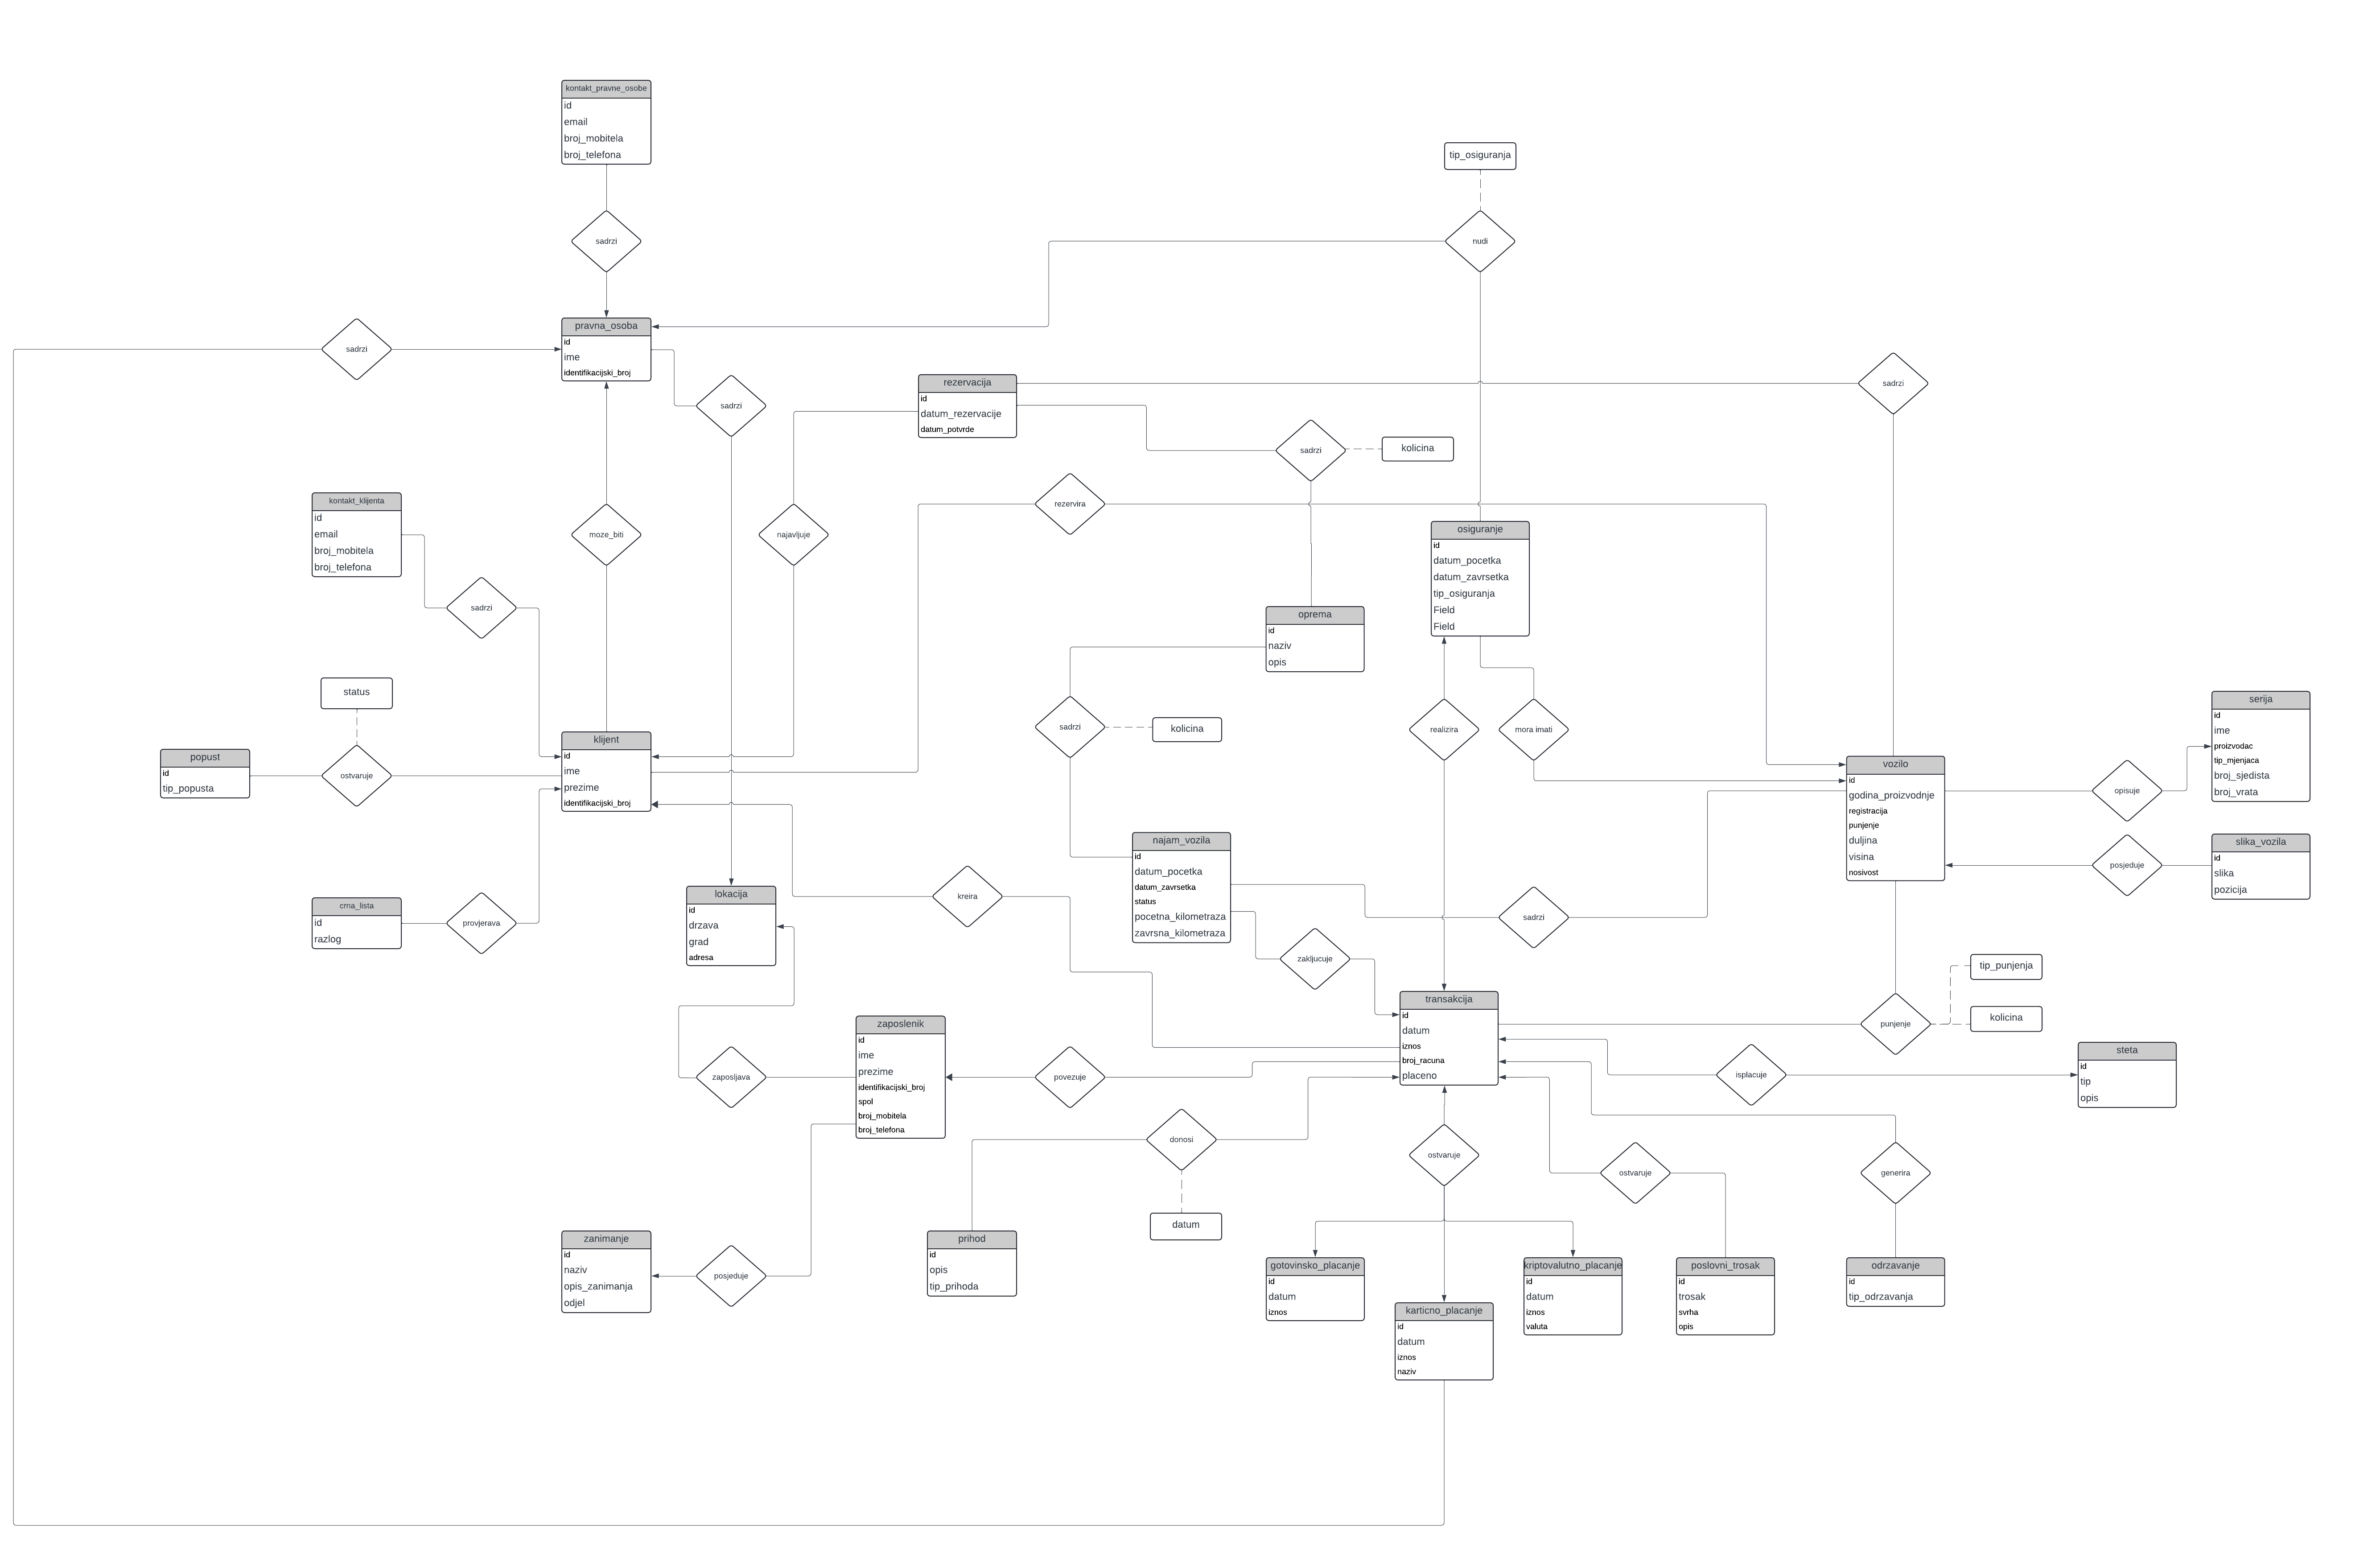 kontakt_pravne_osobe
id
email
broj_mobitela
broj_telefona
tip_osiguranja
sadrzi
nudi
pravna_osoba
id
ime
identifikacijski_broj
sadrzi
sadrzi
rezervacija
id
datum_rezervacije
datum_potvrde
sadrzi
sadrzi
kolicina
kontakt_klijenta
id
email
broj_mobitela
broj_telefona
moze_biti
najavljuje
rezervira
osiguranje
id
datum_pocetka
datum_zavrsetka
tip_osiguranja
Field
Field
sadrzi
oprema
id
naziv
opis
status
popust
id
tip_popusta
ostvaruje
klijent
id
ime
prezime
identifikacijski_broj
sadrzi
kolicina
realizira
mora imati
vozilo
id
godina_proizvodnje
registracija
punjenje
duljina
visina
nosivost
opisuje
serija
id
ime
proizvodac
tip_mjenjaca
broj_sjedista
broj_vrata
posjeduje
slika_vozila
id
slika
pozicija
crna_lista
id
razlog
provjerava
lokacija
id
drzava
grad
adresa
kreira
najam_vozila
id
datum_pocetka
datum_zavrsetka
status
pocetna_kilometraza
zavrsna_kilometraza
sadrzi
zakljucuje
tip_punjenja
kolicina
punjenje
transakcija
id
datum
iznos
broj_racuna
placeno
zaposlenik
id
ime
prezime
identifikacijski_broj
spol
broj_mobitela
broj_telefona
zaposljava
povezuje
isplacuje
steta
id
tip
opis
donosi
datum
ostvaruje
ostvaruje
generira
zanimanje
id
naziv
opis_zanimanja
odjel
posjeduje
prihod
id
opis
tip_prihoda
gotovinsko_placanje
id
datum
iznos
karticno_placanje
id
datum
iznos
naziv
kriptovalutno_placanje
id
datum
iznos
valuta
poslovni_trosak
id
trosak
svrha
opis
odrzavanje
id
tip_odrzavanja